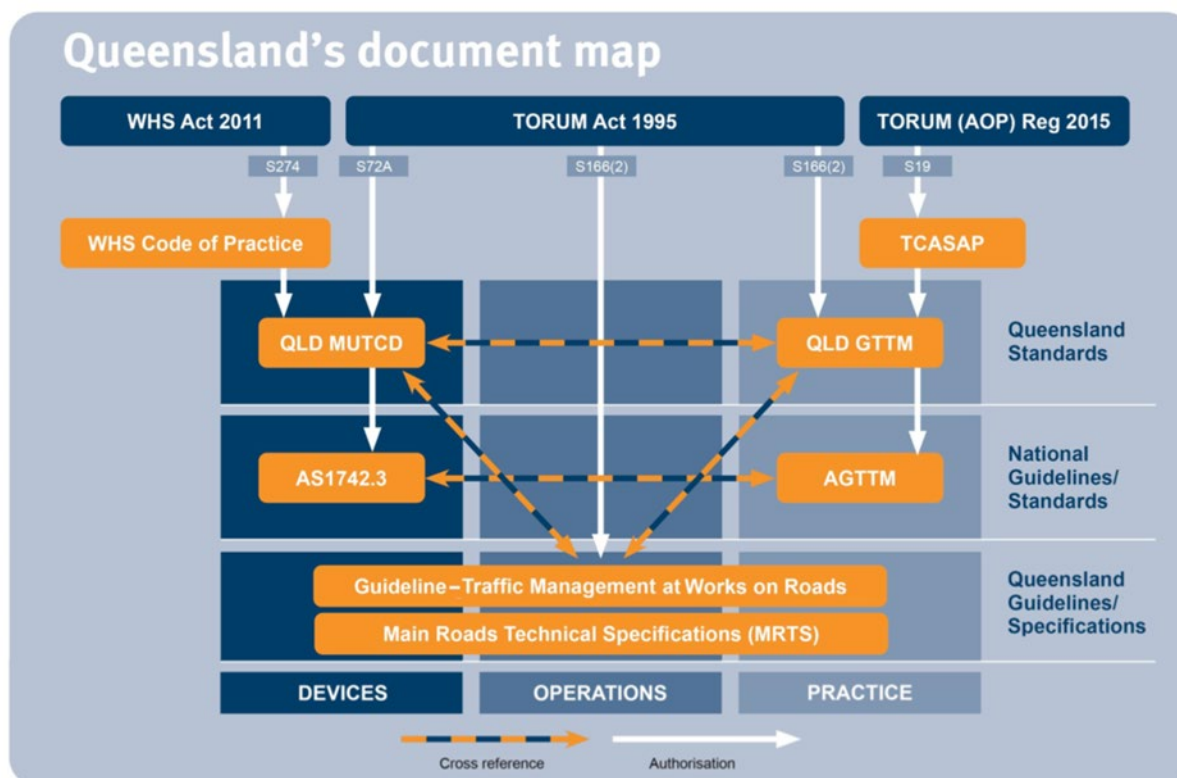 Queensland's document map
WHS Act 2011
TORUM Act 1995
TORUM (AOP) Reg 2015
S274
S72A
S166(2)
S166(2)
S19
WHS Code of Practice
TCASAP
QLD MUTCD
QLD GTTM
Queensland
Standards
AS1742.3
AGTTM
National
Guidelines/
Standards
Guideline–Traffic Management at Works on Roads
Main Roads Technical Specifications (MRTS)
Queensland
Guidelines/
Specifications
DEVICES
OPERATIONS
PRACTICE
Cross reference
Authorisation